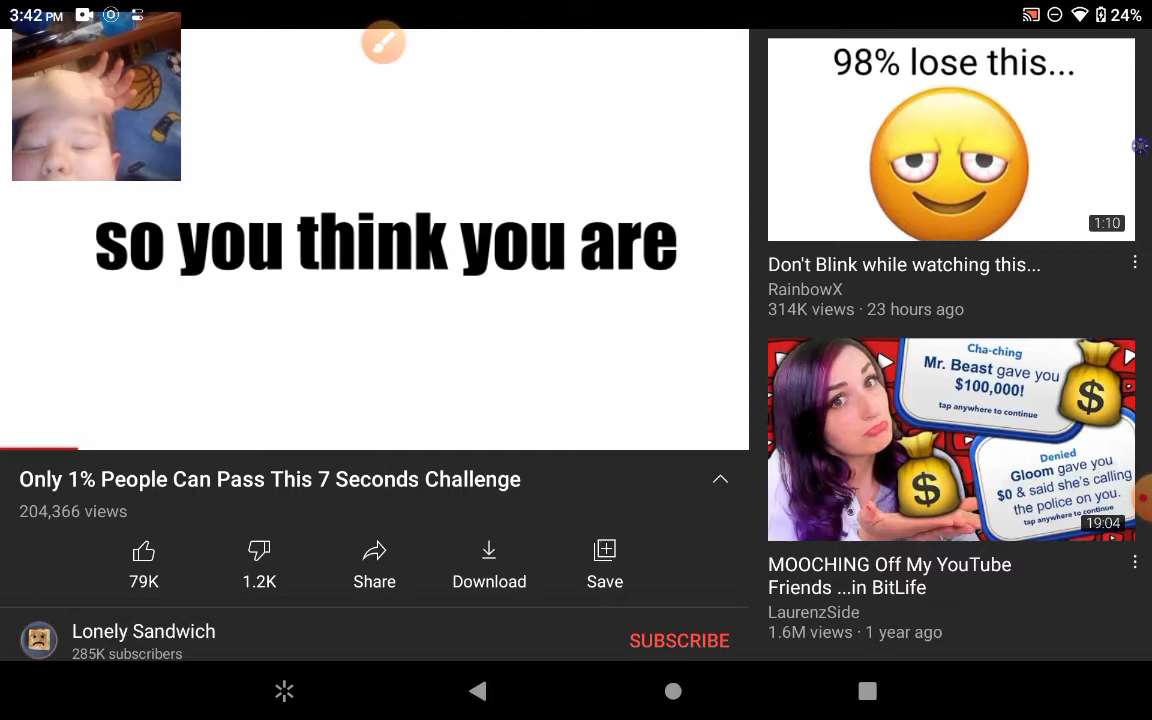 3:42 PM
24%
so you think you are
Only 1% People Can Pass This 7 Seconds Challenge
204,366 views
79K
1.2K
Share
Download
Save
Lonely Sandwich
285K subscribers
SUBSCRIBE
98% lose this...
1:10
Don't Blink while watching this...
RainbowX
314K views · 23 hours ago
Cha-ching
Mr. Beast gave you
$100,000!
tap anywhere to continue
$
Denied
Gloom gave you
$0 & said she's calling
the police on you.
tap anywhere to continue
$
19:04
MOOCHING Off My YouTube
Friends ...in BitLife
LaurenzSide
1.6M views · 1 year ago